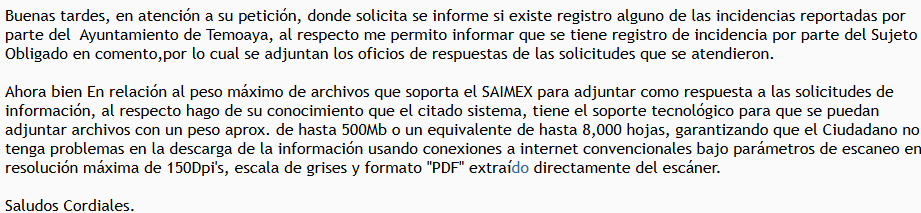 Buenas tardes, en atención a su petición, donde solicita se informe si existe registro alguno de las incidencias reportadas por
parte del  Ayuntamiento de Temoaya, al respecto me permito informar que se tiene registro de incidencia por parte del Sujeto
Obligado en comento,por lo cual se adjuntan los oficios de respuestas de las solicitudes que se atendieron.
Ahora bien En relación al peso máximo de archivos que soporta el SAIMEX para adjuntar como respuesta a las solicitudes de
información, al respecto hago de su conocimiento que el citado sistema, tiene el soporte tecnológico para que se puedan
adjuntar archivos con un peso aprox. de hasta 500Mb o un equivalente de hasta 8,000 hojas, garantizando que el Ciudadano no
tenga problemas en la descarga de la información usando conexiones a internet convencionales bajo parámetros de escaneo en
resolución máxima de 150Dpi's, escala de grises y formato "PDF" extraído directamente del escáner.
Saludos Cordiales.